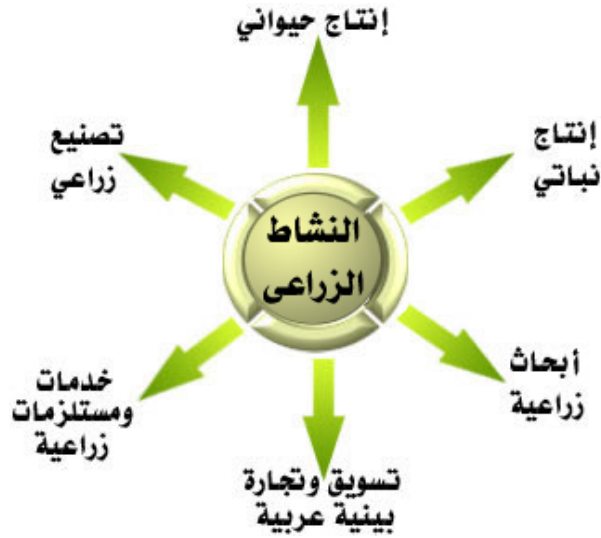 إنتاج حيواني
إنتاج
نباتي
تصنيع
زراعي
النشاط
الزراعى
أبحاث
زراعية
خدمات
ومستلزمات
زراعية
تسويق وتجارة
بينية عربية